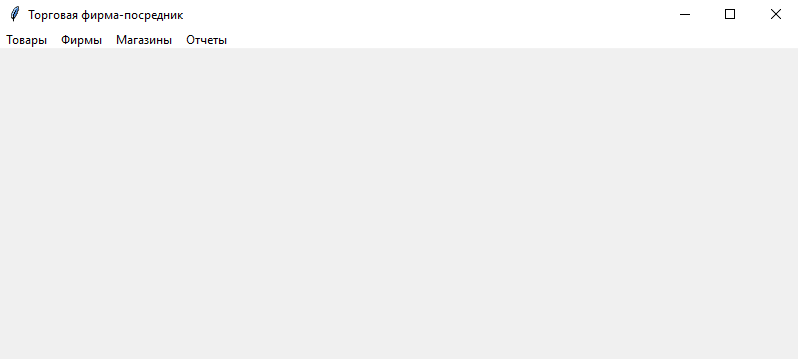 Торговая фирма-посредник
Товары Фирмы Магазины Отчеты